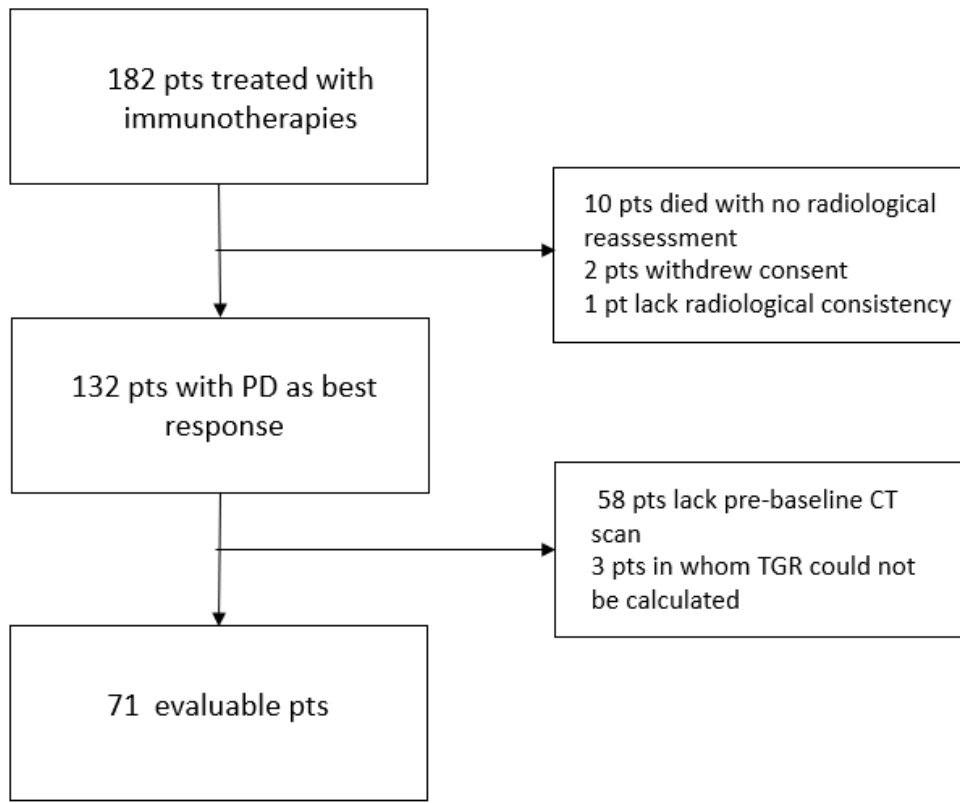 182 pts treated with
immunotherapies
10 pts died with no radiological
reassessment
2 pts withdrew consent
1 pt lack radiological consistency
132 pts with PD as best
response
58 pts lack pre-baseline CT
scan
3 pts in whom TGR could not
be calculated
71 evaluable pts